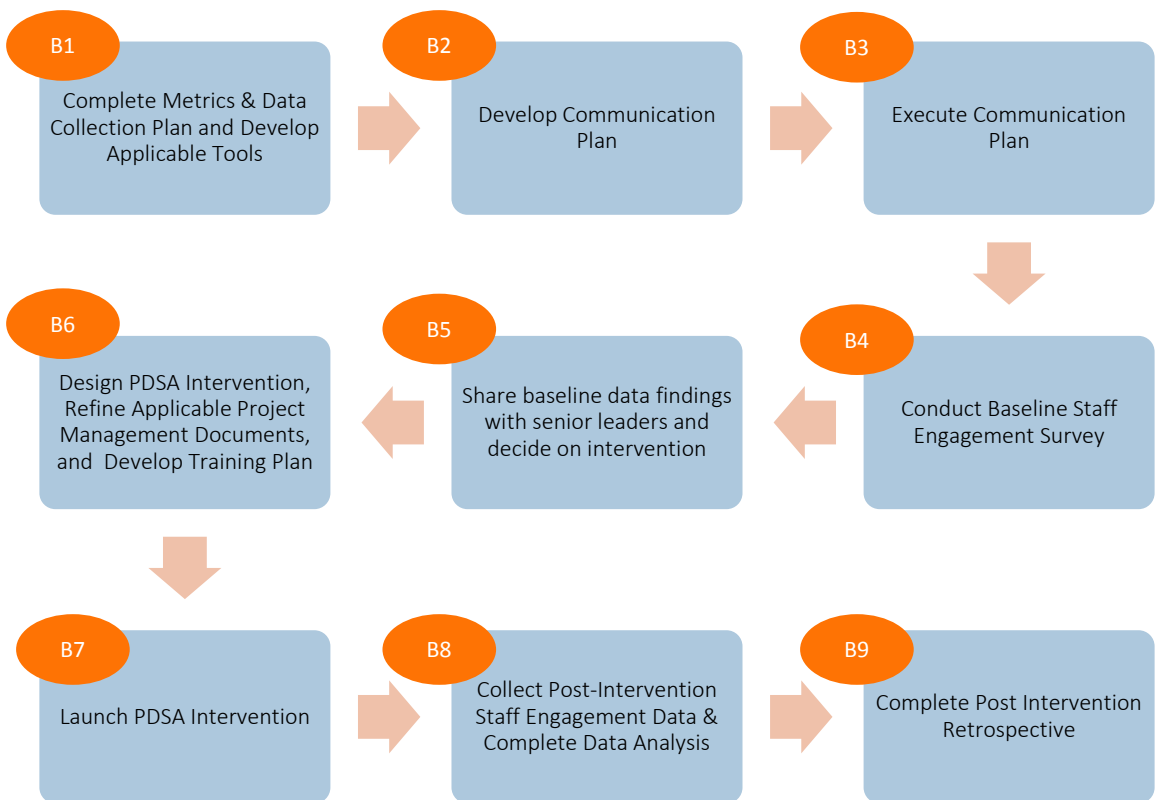 B1
Complete Metrics & Data
Collection Plan and Develop
Applicable Tools
B2
Develop Communication
Plan
B3
Execute Communication
Plan
B4
Conduct Baseline Staff
Engagement Survey
B5
Share baseline data findings
with senior leaders and
decide on intervention
B6
Design PDSA Intervention,
Refine Applicable Project
Management Documents,
and  Develop Training Plan
B7
Launch PDSA Intervention
B8
Collect Post-Intervention
Staff Engagement Data &
Complete Data Analysis
B9
Complete Post Intervention
Retrospective